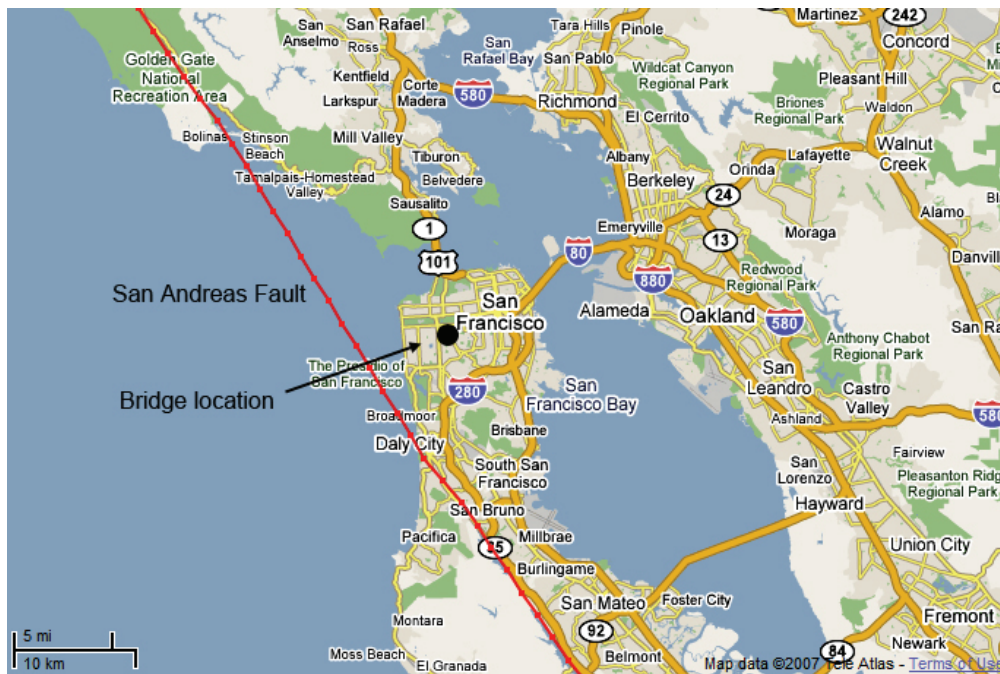 Martinez
242
Concord
San Rafael
San
Anselmo
Ross
Tara Hills
Pinole
San
Rafael Bay
San Pablo
Golden Gate
National
Recreation Area
Kentfield
Corte
Madera
580
Wildcat Canyon
Regional Park
Pleasant Hill
Larkspur
Richmond
Briones
Regional Park
Waldon
El Cerrito
Bolinas
Stinson
Beach
Mill Valley
Walnut
Creek
Tiburon
Albany
Lafayette
Orinda
Tamalpais-Homestead
Valley
Belvedere
Berkeley
24
Sausalito
Alamo
1
Emeryville
13
Moraga
101
80
Danville
880
Redwood
Regional Park
San Andreas Fault
San
Francisco
Alameda
Oakland
580
San Ra
Anthony Chabot
Regional Park
The Presidio of
San Francisco
San
Leandro
Bridge location
280
San
Francisco Bay
Castro
Valley
Broadmoor
Ashland
580
Daly City
Brisbane
Fairview
South San
Francisco
San
Lorenzo
Pleasanton Ridg
Regional Park
Hayward
San Bruno
Pacifica
Millbrae
35
Union City
Burlingame
San Mateo
Foster City
Montara
Fremont
92
5 mi
10 km
Moss Beach
El Granada
Belmont
84
Newark
Map data ©2007 Tele Atlas - Terms of Use